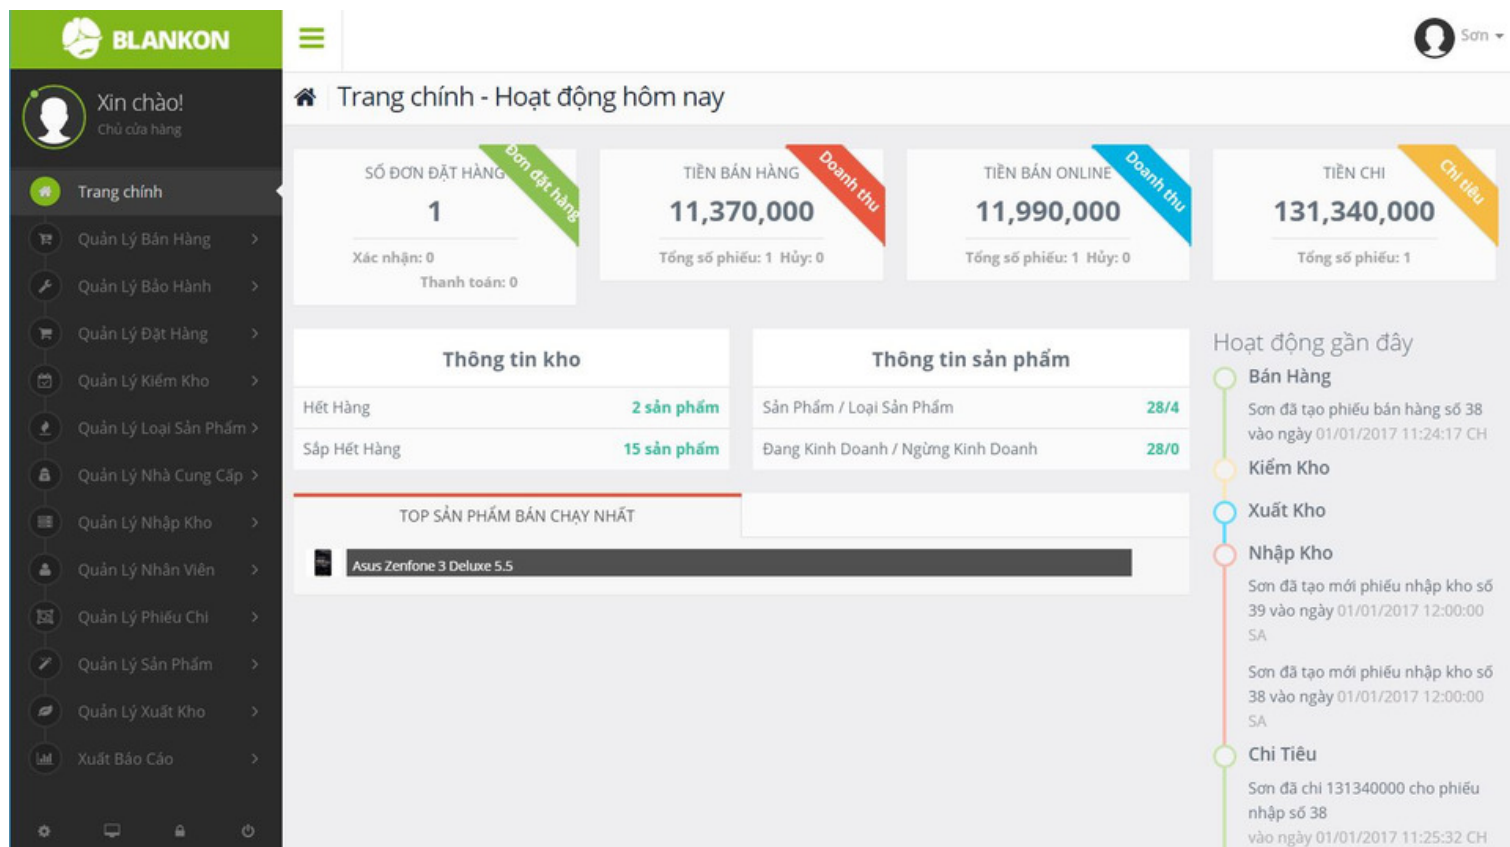 BLANKON
Sơn
Xin chào!
Chủ cửa hàng
Trang chính
Quản Lý Bán Hàng
Quản Lý Bảo Hành
Quản Lý Đặt Hàng
Quản Lý Kiểm Kho
Quản Lý Loại Sản Phẩm
Quản Lý Nhà Cung Cấp
Quản Lý Nhập Kho
Quản Lý Nhân Viên
Quản Lý Phiếu Chi
Quản Lý Sản Phẩm
Quản Lý Xuất Kho
Xuất Báo Cáo
Trang chính - Hoạt động hôm nay
SỐ ĐƠN ĐẶT HÀNG
Đơn đặt hàng
1
Xác nhận: 0
Thanh toán: 0
TIỀN BÁN HÀNG
Doanh thu
11,370,000
Tổng số phiếu: 1 Hủy: 0
TIỀN BÁN ONLINE
Doanh thu
11,990,000
Tổng số phiếu: 1 Hủy: 0
TIỀN CHI
Chi tiêu
131,340,000
Tổng số phiếu: 1
Thông tin kho
Hết Hàng 2 sản phẩm
Sắp Hết Hàng 15 sản phẩm
Thông tin sản phẩm
Sản Phẩm / Loại Sản Phẩm 28/4
Đang Kinh Doanh / Ngừng Kinh Doanh 28/0
TOP SẢN PHẨM BÁN CHẠY NHẤT
Asus Zenfone 3 Deluxe 5.5
Hoạt động gần đây
Bán Hàng
Sơn đã tạo phiếu bán hàng số 38
vào ngày 01/01/2017 11:24:17 CH
Kiểm Kho
Xuất Kho
Nhập Kho
Sơn đã tạo mới phiếu nhập kho số
39 vào ngày 01/01/2017 12:00:00
SA
Sơn đã tạo mới phiếu nhập kho số
38 vào ngày 01/01/2017 12:00:00
SA
Chi Tiêu
Sơn đã chi 131340000 cho phiếu
nhập số 38
vào ngày 01/01/2017 11:25:32 CH